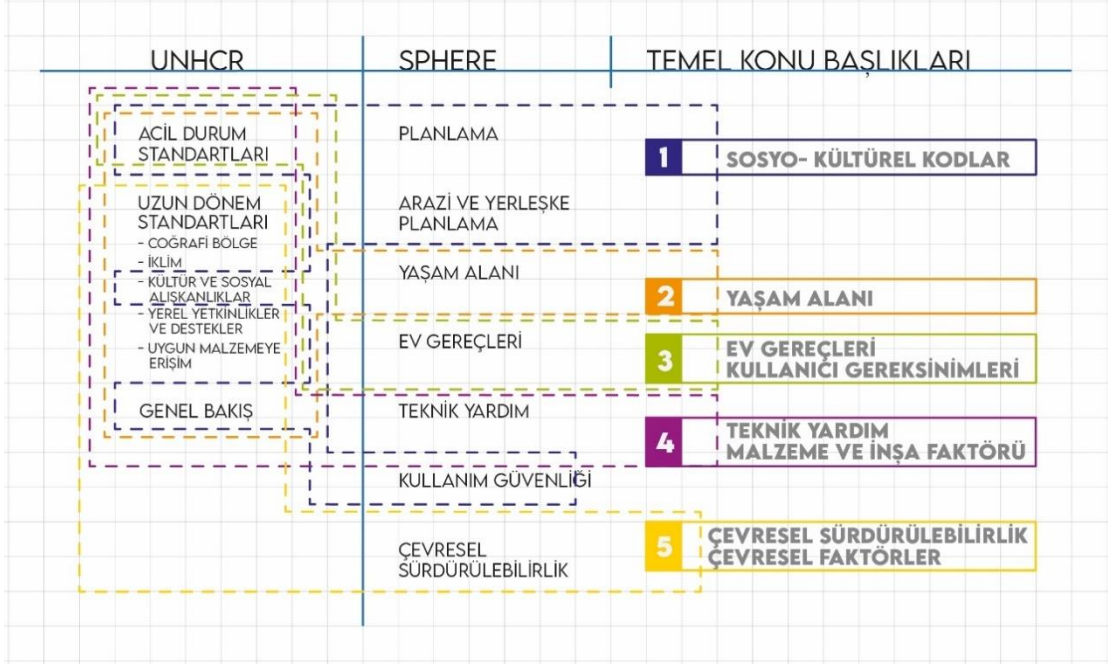 UNHCR
SPHERE
TEMEL KONU BAŞLIKLARI
ACİL DURUM
STANDARTLARI
UZUN DÖNEM
STANDARTLARI
- COĞRAFİ BÖLGE
- İKLİM
- KÜLTÜR VE SOSYAL
ALIŞKANLIKLAR
- YEREL YETKİNLİKLER
VE DESTEKLER
- UYGUN MALZEMEYE
ERİŞİM
GENEL BAKIŞ
PLANLAMA
ARAZİ VE YERLEŞKE
PLANLAMA
YAŞAM ALANI
EV GEREÇLERİ
TEKNİK YARDIM
KULLANIM GÜVENLİĞİ
ÇEVRESEL
SÜRDÜRÜLEBİLİRLİK
1 SOSYO- KÜLTÜREL KODLAR
2 YAŞAM ALANI
3 EV GEREÇLERİ
KULLANICI GEREKSİNİMLERİ
4 TEKNİK YARDIM
MALZEME VE İNŞA FAKTÖRÜ
5 ÇEVRESEL SÜRDÜRÜLEBİLİRLİK
ÇEVRESEL FAKTÖRLER